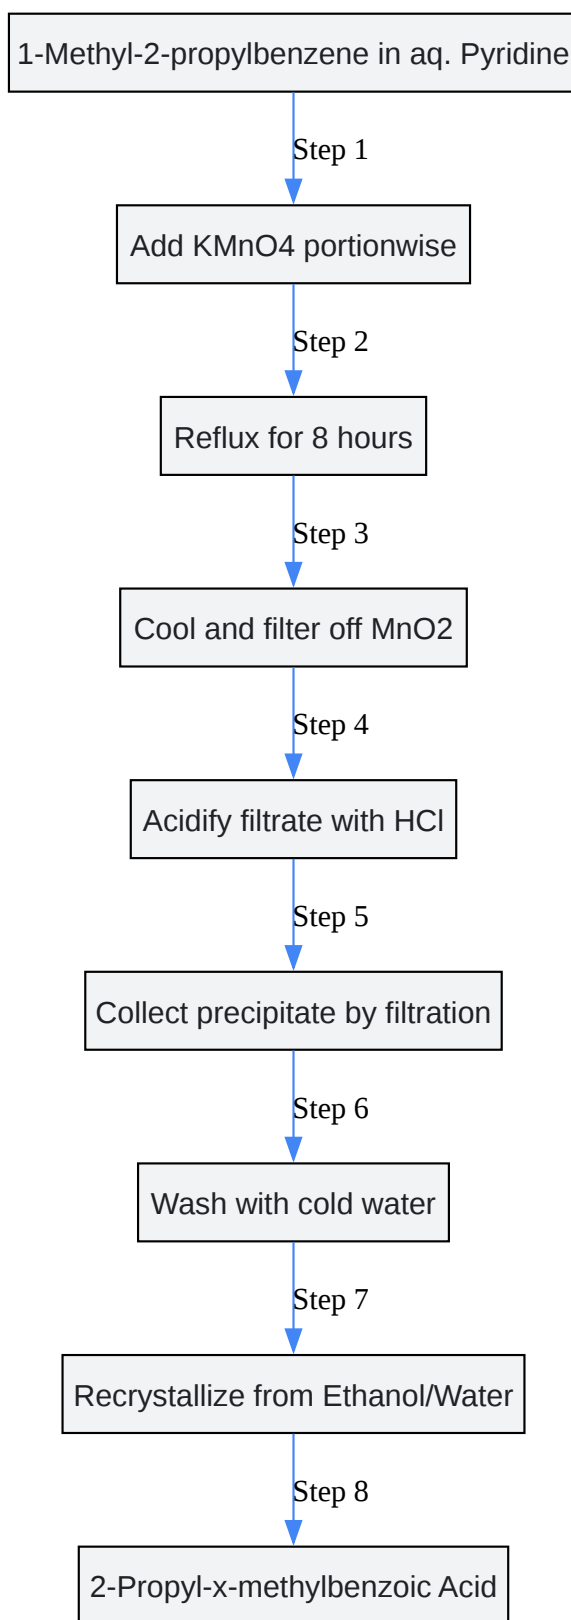 1-Methyl-2-propylbenzene in aq. Pyridine
Step 1
Add KMnO4 portionwise
Step 2
Reflux for 8 hours
Step 3
Cool and filter off MnO2
Step 4
Acidify filtrate with HCl
Step 5
Collect precipitate by filtration
Step 6
Wash with cold water
Step 7
Recrystallize from Ethanol/Water
Step 8
2-Propyl-x-methylbenzoic Acid